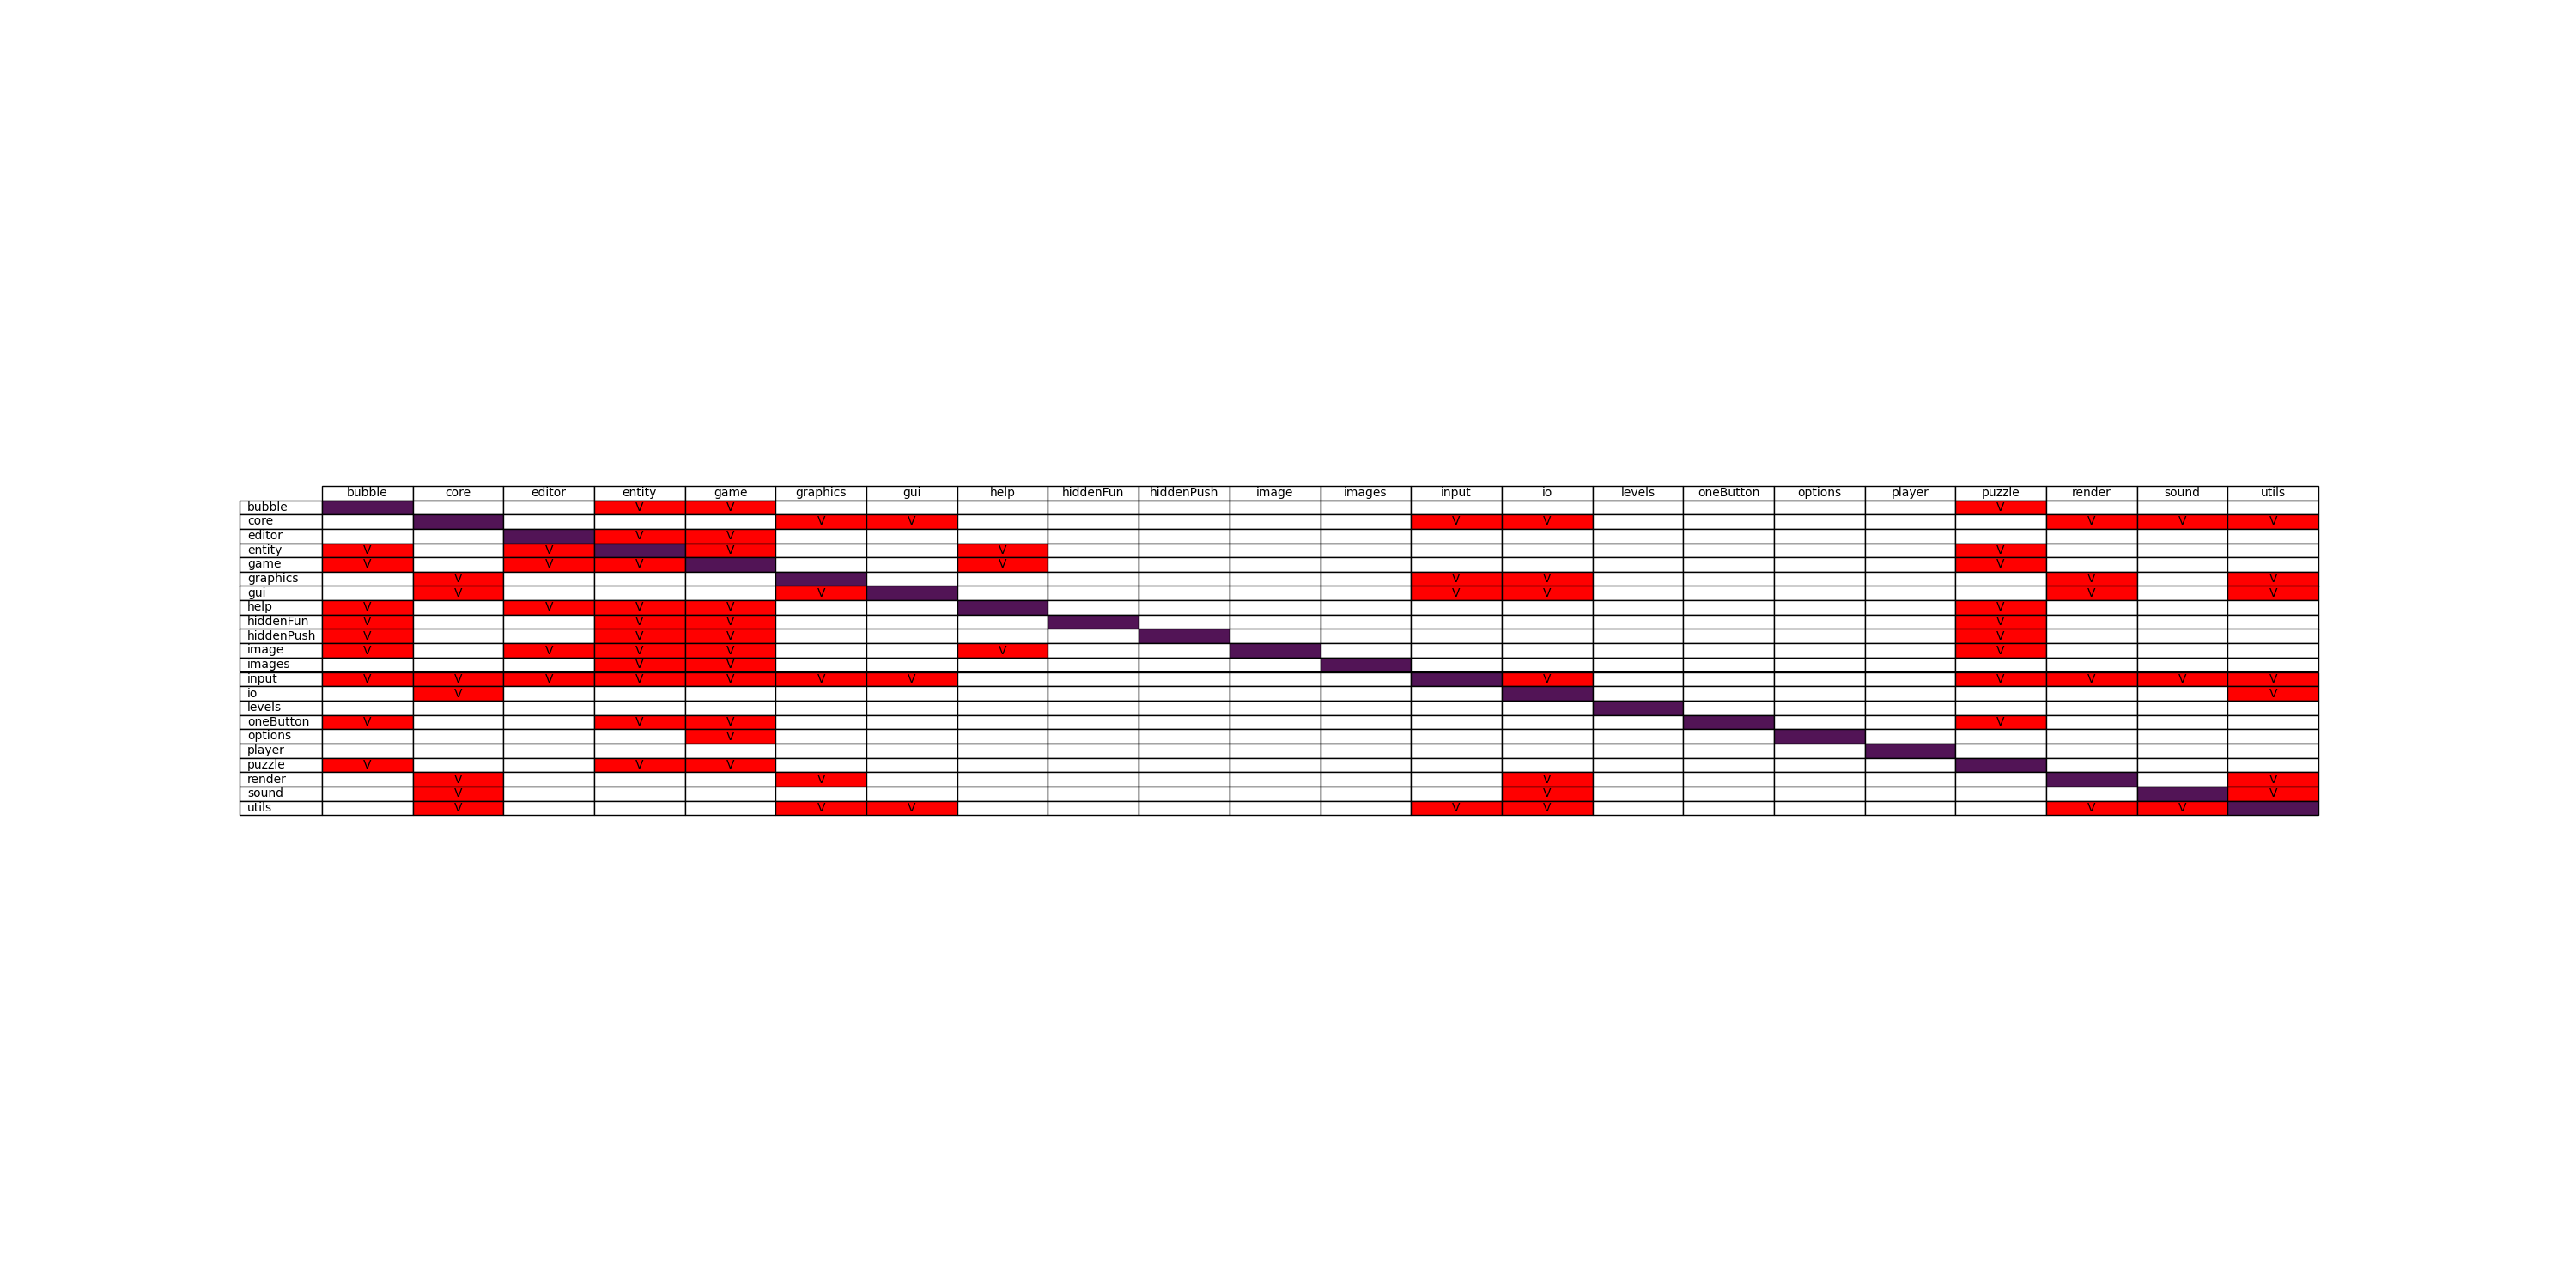 bubble core editor entity game graphics gui help hiddenFun hiddenPush image images input io levels oneButton options player puzzle render sound utils
bubble V V V
core V V V V V V V
editor V V
entity V V V V V
game V V V V V
graphics V V V V V
gui V V V V V V
help V V V V V
hiddenFun V V V V
hiddenPush V V V V
image V V V V V V
images V V
input V V V V V V V V V V V V
io V V
levels
oneButton V V V V
options V
player
puzzle V V V
render V V V V
sound V V V
utils V V V V V V V